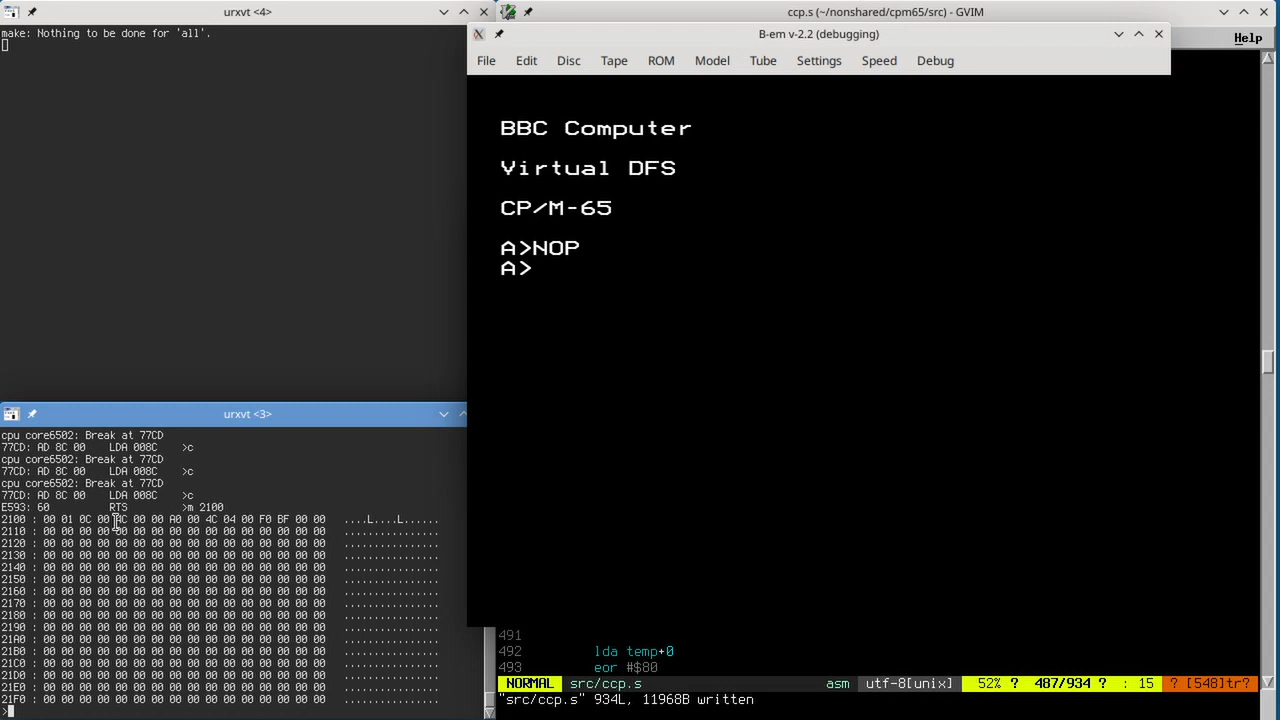 urxvt <4>
make: Nothing to be done for 'all'.
ccp.s (~/nonshared/cpm65/src) - GVIM
Help
B-em v-2.2 (debugging)
File Edit Disc Tape ROM Model Tube Settings Speed Debug
BBC Computer
Virtual DFS
CP/M-65
A>NOP
A>
urxvt <3>
cpu core6502: Break at 77CD
77CD: AD 8C 00 LDA 008C >c
cpu core6502: Break at 77CD
77CD: AD 8C 00 LDA 008C >c
cpu core6502: Break at 77CD
77CD: AD 8C 00 LDA 008C >c
E593: 60 RTS >m 2100
2100 : 00 01 0C 00 4C 00 00 A0 00 4C 04 00 F0 BF 00 00 ....L....L......
2110 : 00 00 00 00 00 00 00 00 00 00 00 00 00 00 00 00 ................
2120 : 00 00 00 00 00 00 00 00 00 00 00 00 00 00 00 00 ................
2130 : 00 00 00 00 00 00 00 00 00 00 00 00 00 00 00 00 ................
2140 : 00 00 00 00 00 00 00 00 00 00 00 00 00 00 00 00 ................
2150 : 00 00 00 00 00 00 00 00 00 00 00 00 00 00 00 00 ................
2160 : 00 00 00 00 00 00 00 00 00 00 00 00 00 00 00 00 ................
2170 : 00 00 00 00 00 00 00 00 00 00 00 00 00 00 00 00 ................
2180 : 00 00 00 00 00 00 00 00 00 00 00 00 00 00 00 00 ................
2190 : 00 00 00 00 00 00 00 00 00 00 00 00 00 00 00 00 ................
21A0 : 00 00 00 00 00 00 00 00 00 00 00 00 00 00 00 00 ................
21B0 : 00 00 00 00 00 00 00 00 00 00 00 00 00 00 00 00 ................
21C0 : 00 00 00 00 00 00 00 00 00 00 00 00 00 00 00 00 ................
21D0 : 00 00 00 00 00 00 00 00 00 00 00 00 00 00 00 00 ................
21E0 : 00 00 00 00 00 00 00 00 00 00 00 00 00 00 00 00 ................
21F0 : 00 00 00 00 00 00 00 00 00 00 00 00 00 00 00 00 ................
>
491
492 lda temp+0
493 eor #$80
NORMAL src/ccp.s asm utf-8[unix] 52% ? 487/934 ? : 15 ? [548]tr?
"src/ccp.s" 934L, 11968B written